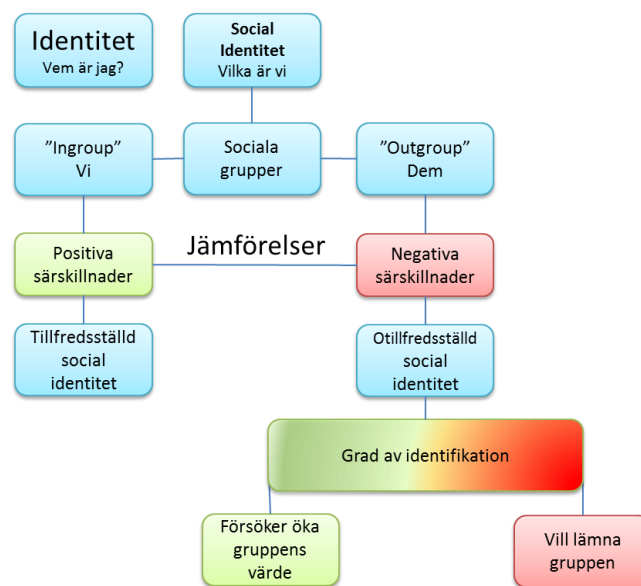 Identitet
Vem är jag?
Social
Identitet
Vilka är vi
”Ingroup”
Vi
Sociala
grupper
”Outgroup”
Dem
Positiva
särskillnader
Jämförelser
Negativa
särskillnader
Tillfredsställd
social
identitet
Otillfredsställd
social
identitet
Grad av identifikation
Försöker öka
gruppens
värde
Vill lämna
gruppen